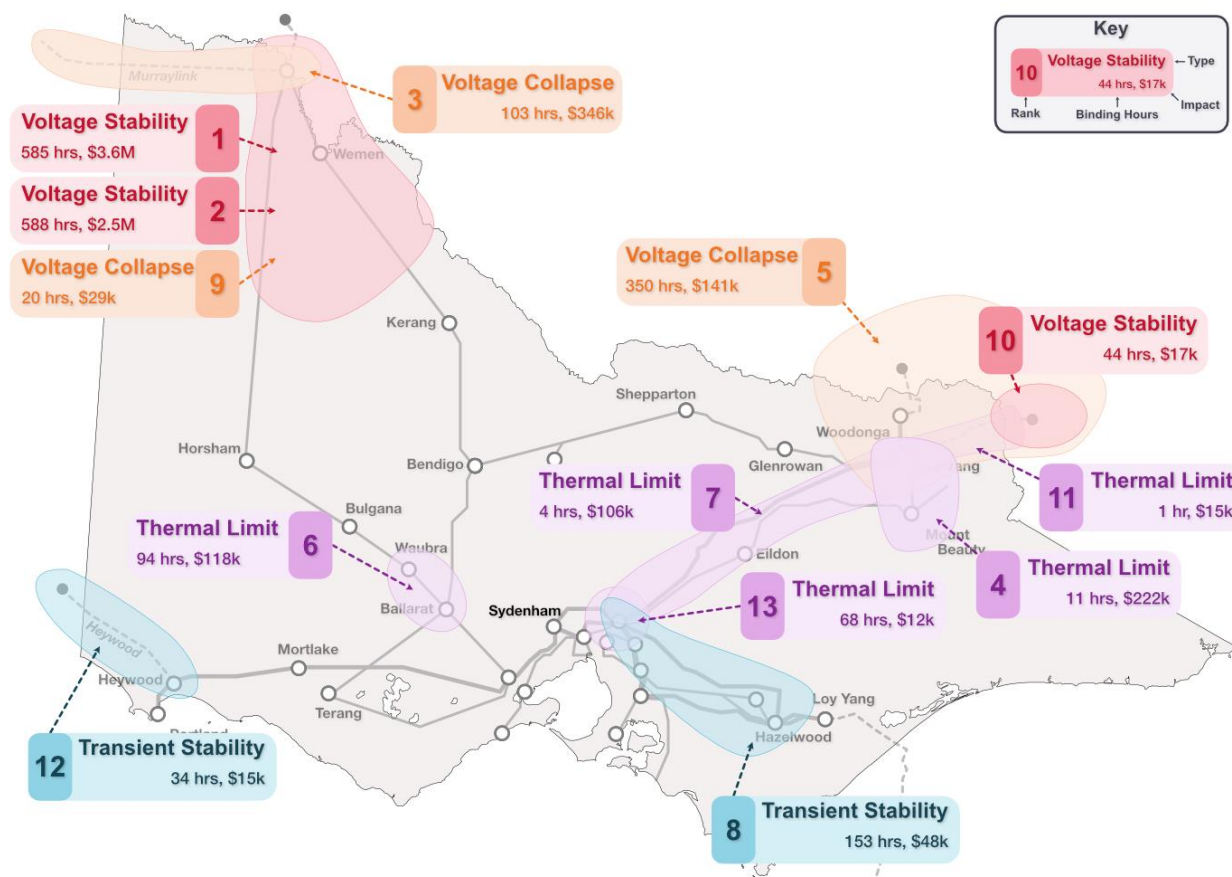 Key
10
Voltage Stability
44 hrs, $17k
Type
Rank
Binding Hours
Impact
Murraylink
3
Voltage Collapse
103 hrs, $346k
Voltage Stability
585 hrs, $3.6M
1
Wemen
Voltage Stability
588 hrs, $2.5M
2
Voltage Collapse
20 hrs, $29k
9
Voltage Collapse
350 hrs, $141k
5
Kerang
10
Voltage Stability
44 hrs, $17k
Shepparton
Woodonga
Horsham
Bendigo
Glenrowan
Thermal Limit
4 hrs, $106k
7
11
Thermal Limit
1 hr, $15k
Bulgana
Thermal Limit
94 hrs, $118k
6
Waubra
Mount
Beauty
Eildon
4
Thermal Limit
11 hrs, $222k
Ballarat
Sydenham
13
Thermal Limit
68 hrs, $12k
Heywood
Mortlake
Heywood
Terang
Loy Yang
Hazelwood
12
Transient Stability
34 hrs, $15k
8
Transient Stability
153 hrs, $48k